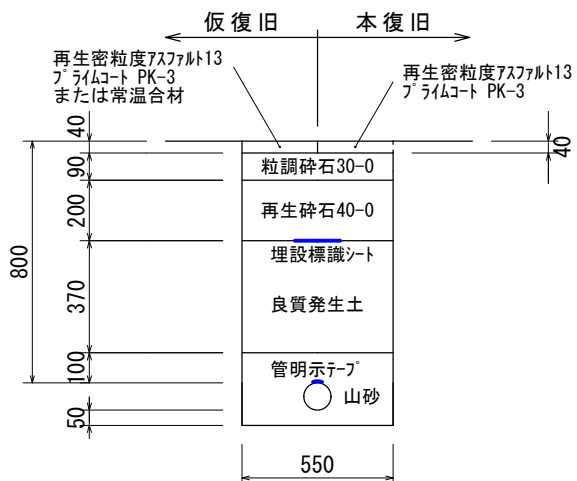 仮復旧
本復旧
再生密粒度アスファルト13
プライムコート PK-3
または常温合材
再生密粒度アスファルト13
プライムコート PK-3
40
40
90
粒調砕石30-0
200
再生砕石40-0
800
埋設標識シート
370
良質発生土
100
管明示テープ
山砂
50
550